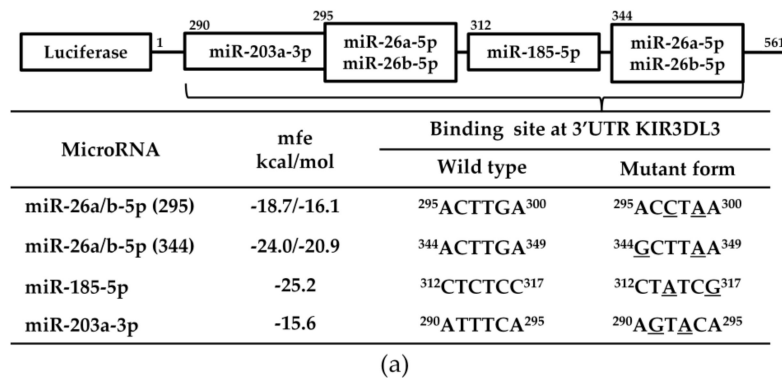 290 295 312 344
Luciferase 1 miR-203a-3p miR-26a-5p miR-185-5p miR-26a-5p 561
miR-26b-5p miR-26b-5p
MicroRNA mfe Binding site at 3'UTR KIR3DL3
kcal/mol Wild type Mutant form
miR-26a/b-5p (295) -18.7/-16.1 ²⁹⁵ACTTGA³⁰⁰ ²⁹⁵ACCTAA³⁰⁰
miR-26a/b-5p (344) -24.0/-20.9 ³⁴⁴ACTTGA³⁴⁹ ³⁴⁴GCTTAA³⁴⁹
miR-185-5p -25.2 ³¹²CTCTCC³¹⁷ ³¹²CTATCG³¹⁷
miR-203a-3p -15.6 ²⁹⁰ATTTCA²⁹⁵ ²⁹⁰AGTACA²⁹⁵
(a)